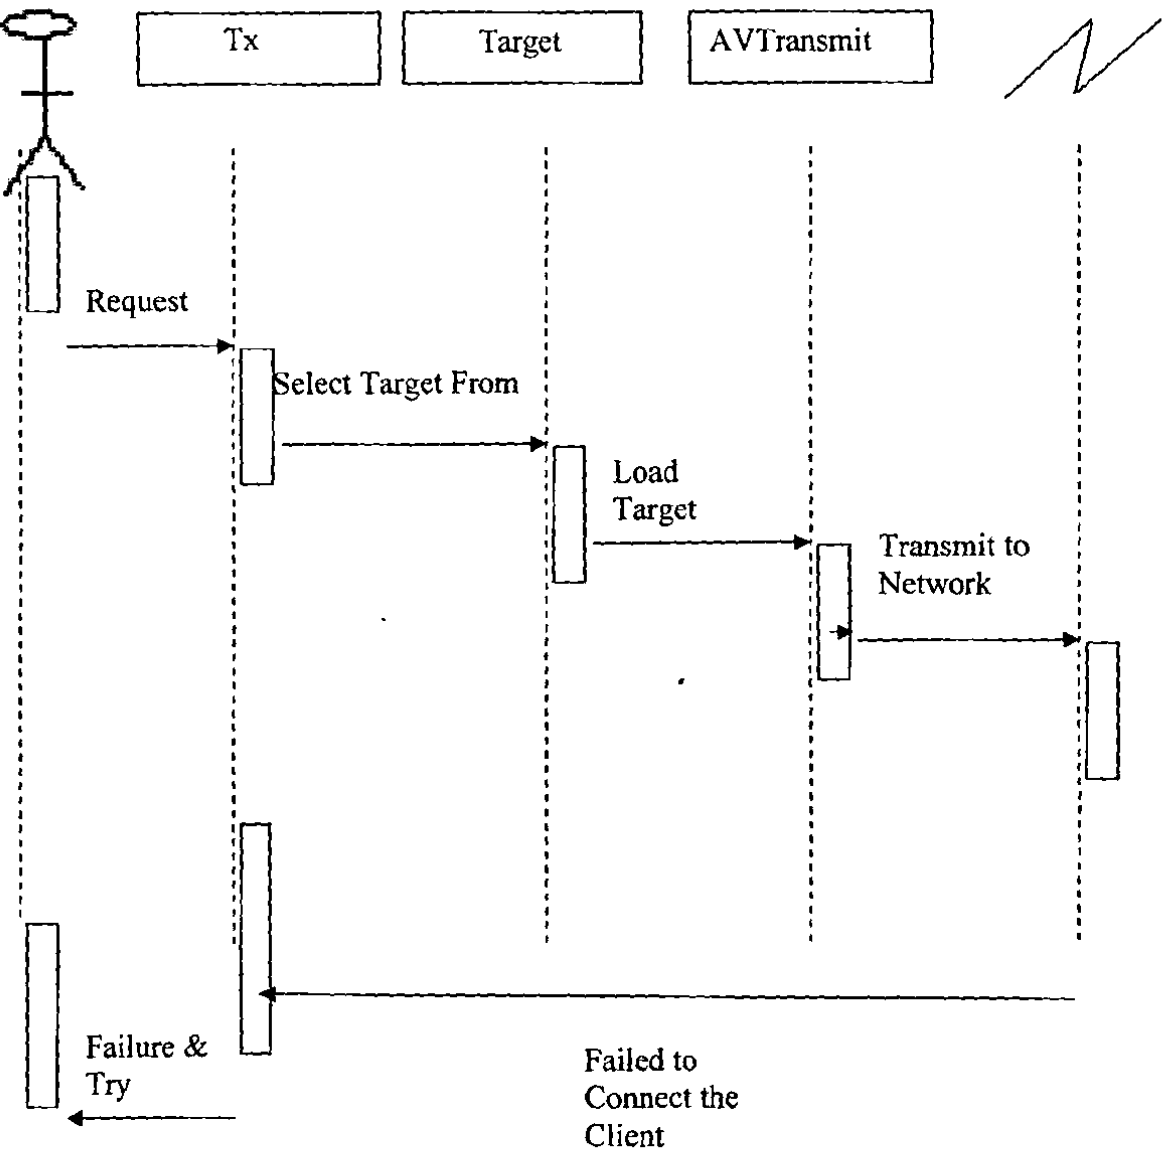 Tx
Target
AVTransmit
Request
Select Target From
Load
Target
Transmit to
Network
Failure &
Try
Failed to
Connect the
Client